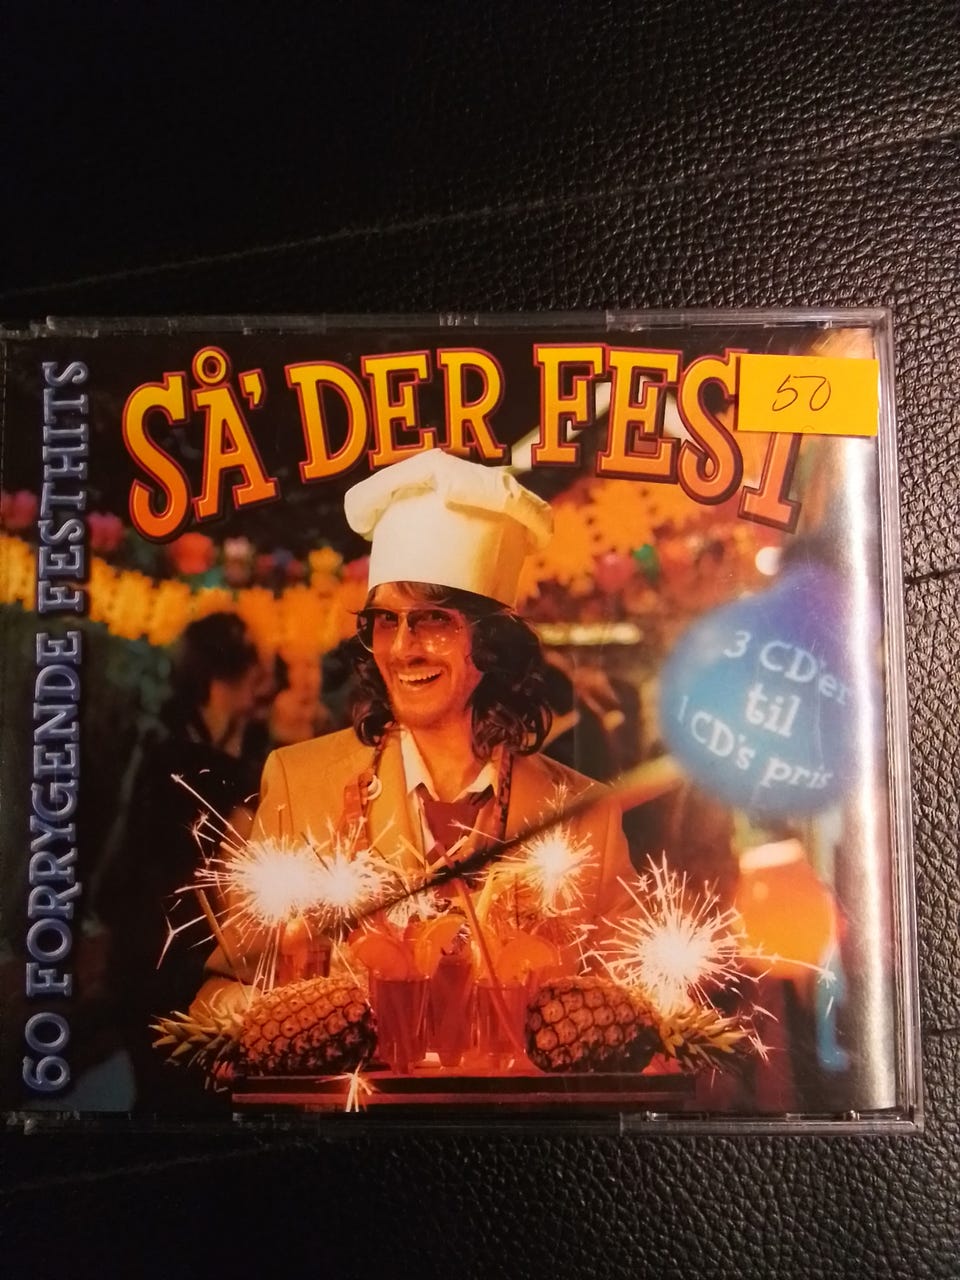 SÅ' DER FEST
50
60 FORRYGENDE FESTHITS
3 CD'er
til
1 CD's pris